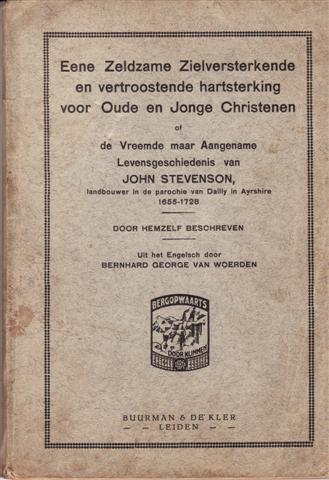 Eene Zeldzame Zielversterkende
en vertroostende hartsterking
voor Oude en Jonge Christenen
of
de Vreemde maar Aangename
Levensgeschiedenis van
JOHN STEVENSON,
landbouwer in de parochie van Dailly in Ayrshire
1655-1728
DOOR HEMZELF BESCHREVEN
Uit het Engelsch door
BERNHARD GEORGE VAN WOERDEN
BERGOPWAARTS
DOOR KLIMMEN
BUURMAN & DE KLER
— LEIDEN —